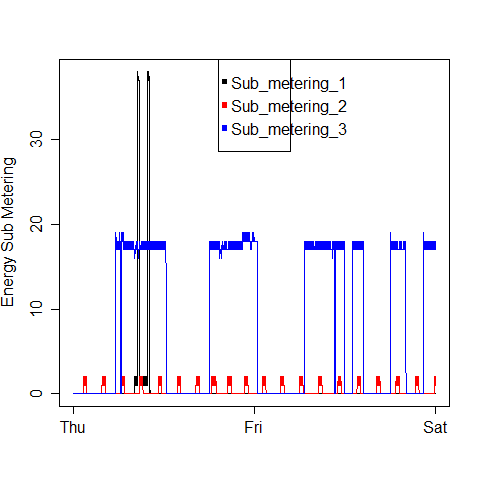 Sub_metering_1
Sub_metering_2
Sub_metering_3
Energy Sub Metering
30
20
10
0
Thu Fri Sat